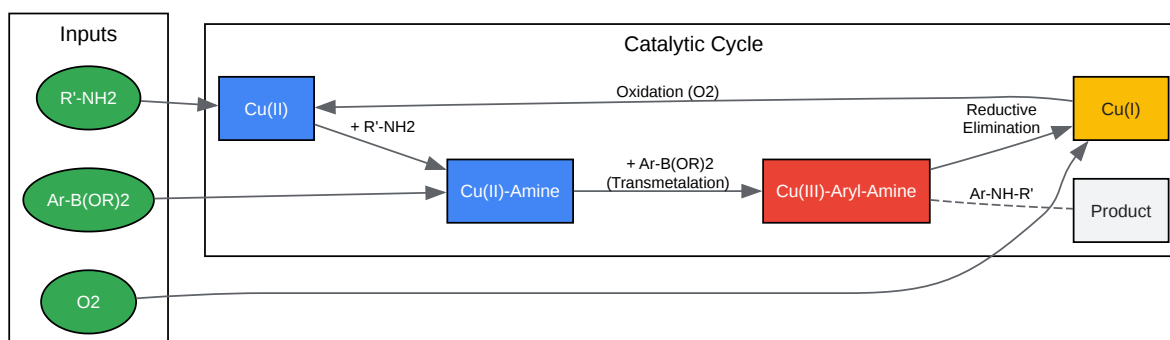 Inputs
R'-NH2
Ar-B(OR)2
O2
Catalytic Cycle
Cu(II)
Oxidation (O2)
+ R'-NH2
Cu(II)-Amine
+ Ar-B(OR)2
(Transmetalation)
Cu(III)-Aryl-Amine
Reductive
Elimination
Cu(I)
Ar-NH-R'
Product